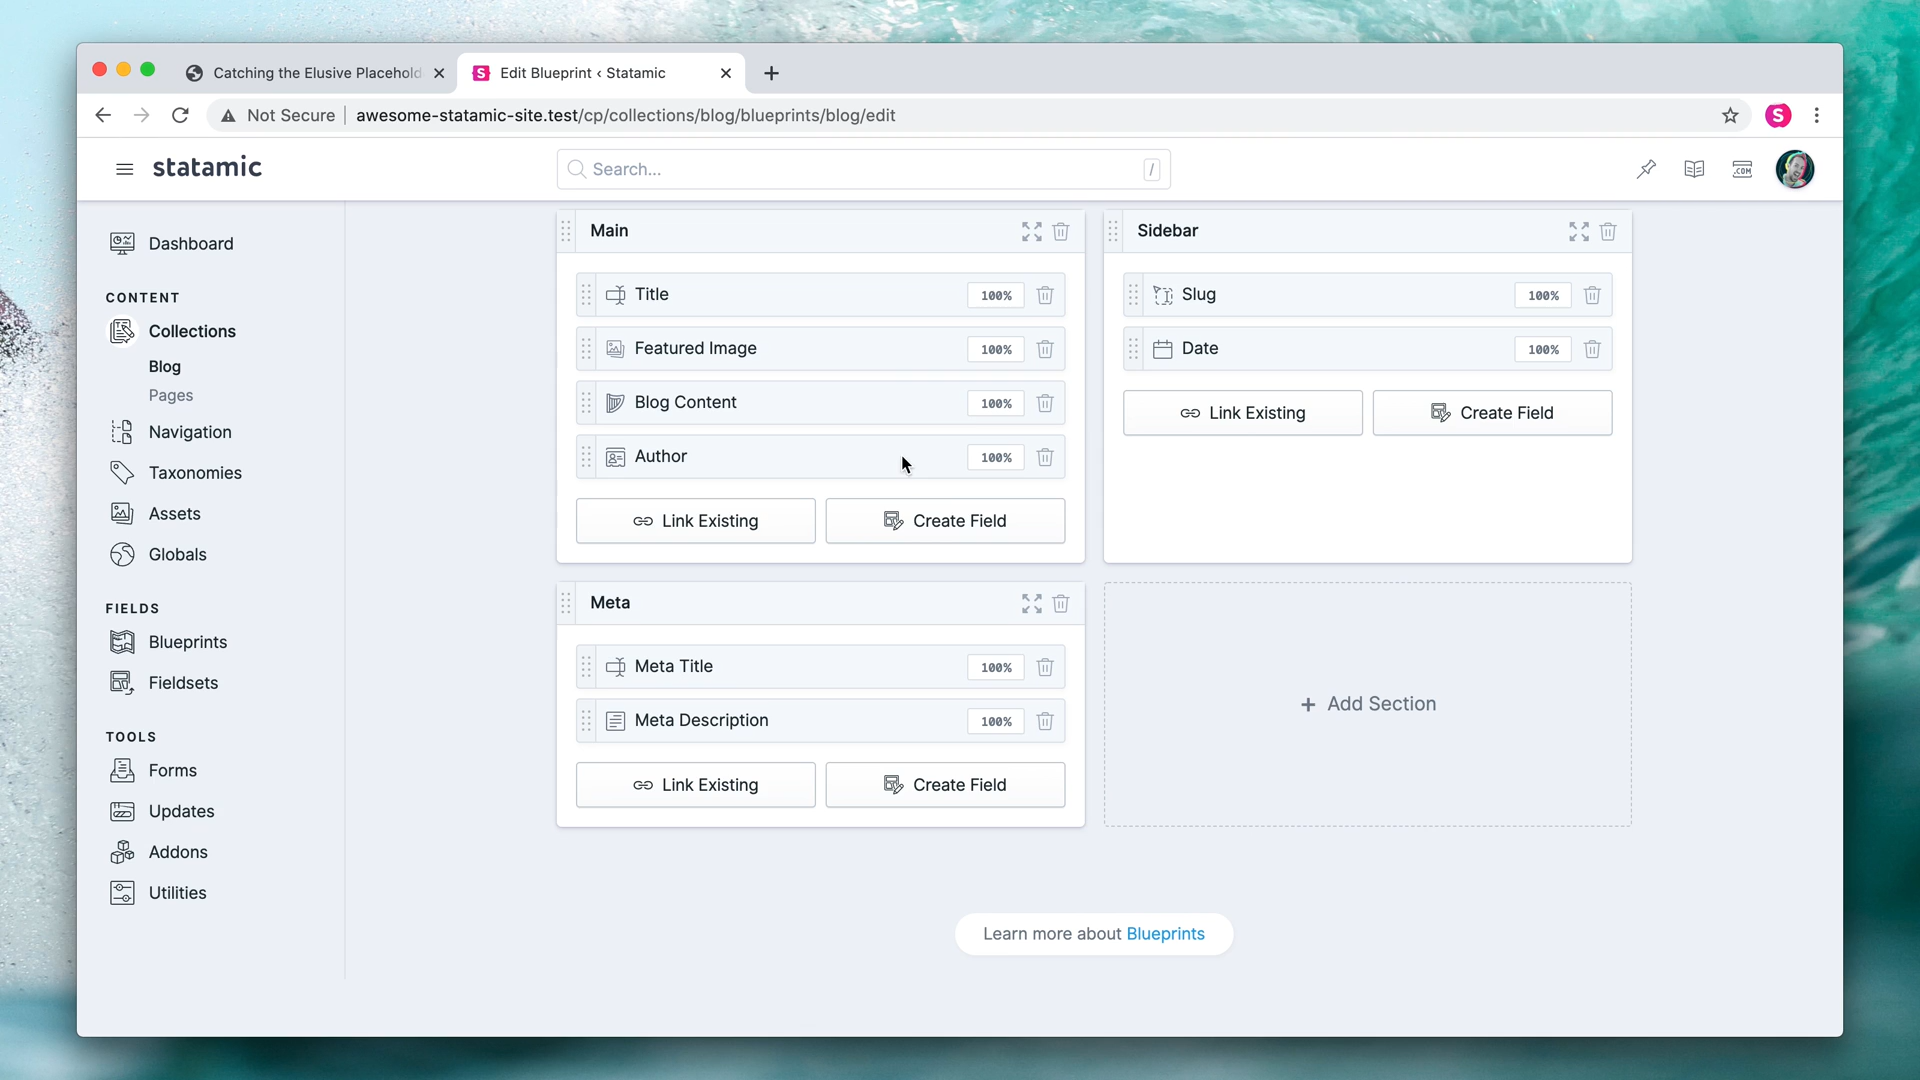 Catching the Elusive Placehold
Edit Blueprint ‹ Statamic
Not Secure
awesome-statamic-site.test/cp/collections/blog/blueprints/blog/edit
S
statamic
Search...
/
.COM
Dashboard
CONTENT
Collections
Blog
Pages
Navigation
Taxonomies
Assets
Globals
FIELDS
Blueprints
Fieldsets
TOOLS
Forms
Updates
Addons
Utilities
Main
Title
100%
Featured Image
100%
Blog Content
100%
Author
100%
Link Existing
Create Field
Sidebar
Slug
100%
Date
100%
Link Existing
Create Field
Meta
Meta Title
100%
Meta Description
100%
Link Existing
Create Field
+ Add Section
Learn more about Blueprints